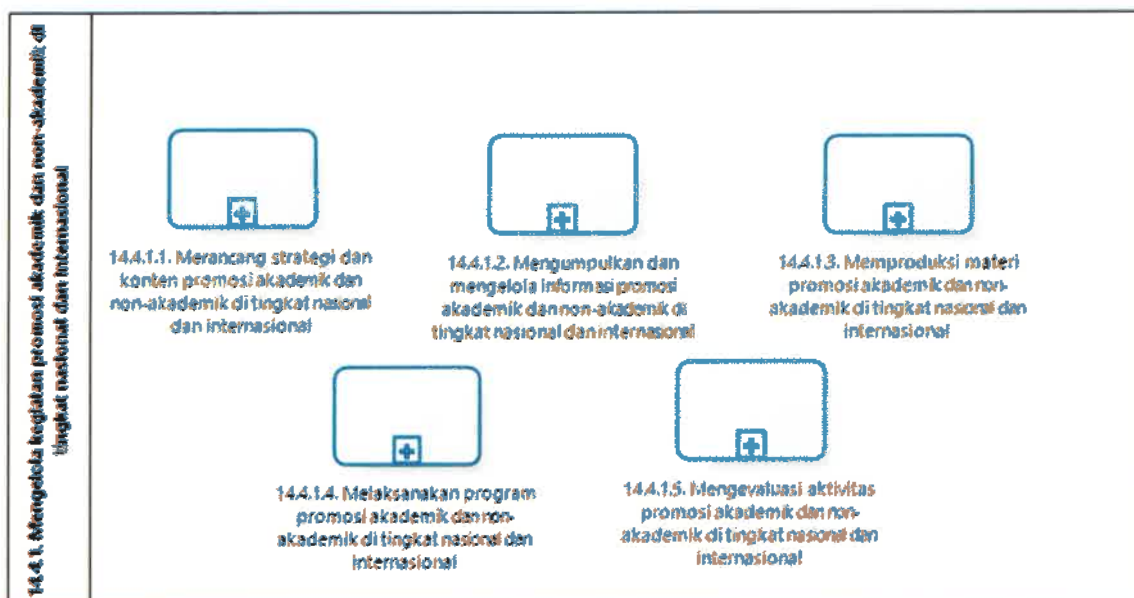 14.4.1. Mengelola kegiatan promosi akademik dan non-akademik di
tingkat nasional dan internasional
14.4.1.1. Merancang strategi dan
konten promosi akademik dan
non-akademik di tingkat nasional
dan internasional
14.4.1.2. Mengumpulkan dan
mengelola informasi promosi
akademik dan non-akademik di
tingkat nasional dan internasional
14.4.1.3. Memproduksi materi
promosi akademik dan non-
akademik di tingkat nasional dan
internasional
14.4.1.4. Melaksanakan program
promosi akademik dan non-
akademik di tingkat nasional dan
internasional
14.4.1.5. Mengevaluasi aktivitas
promosi akademik dan non-
akademik di tingkat nasional dan
internasional